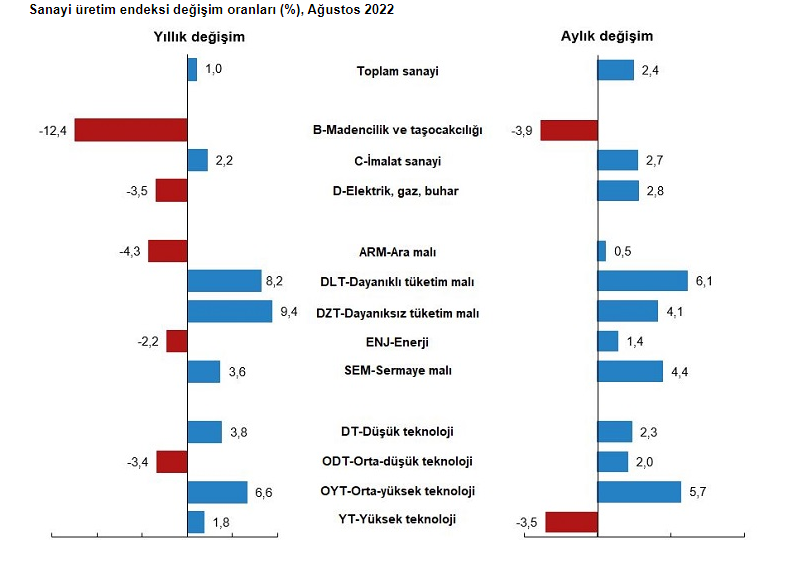 Sanayi üretim endeksi değişim oranları (%), Ağustos 2022
Yıllık değişim Aylık değişim
1,0 Toplam sanayi 2,4
-12,4 B-Madencilik ve taşocakcılığı -3,9
2,2 C-İmalat sanayi 2,7
-3,5 D-Elektrik, gaz, buhar 2,8
-4,3 ARM-Ara malı 0,5
8,2 DLT-Dayanıklı tüketim malı 6,1
9,4 DZT-Dayanıksız tüketim malı 4,1
-2,2 ENJ-Enerji 1,4
3,6 SEM-Sermaye malı 4,4
3,8 DT-Düşük teknoloji 2,3
-3,4 ODT-Orta-düşük teknoloji 2,0
6,6 OYT-Orta-yüksek teknoloji 5,7
1,8 YT-Yüksek teknoloji -3,5